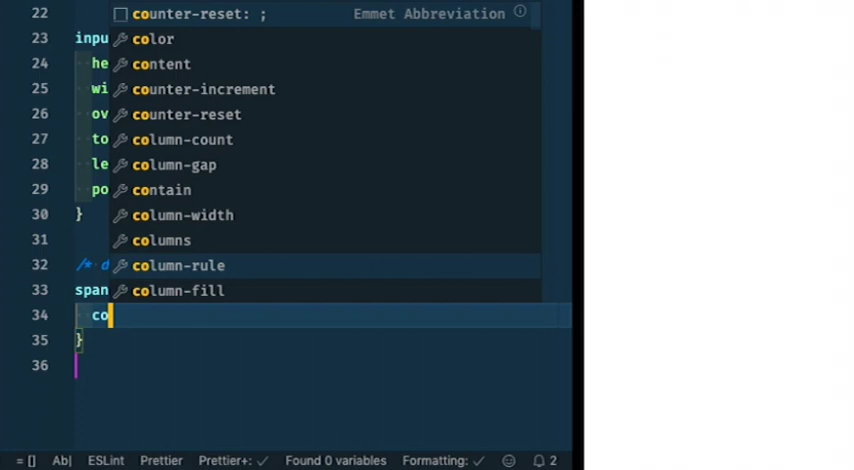 22 counter-reset: ; Emmet Abbreviation
23 inpu color
24 he content
25 wi counter-increment
26 ov counter-reset
27 to column-count
28 le column-gap
29 po contain
30 } column-width
31 columns
32 /* d column-rule
33 span column-fill
34 co
35 }
36
= [] Ab| ESLint Prettier Prettier+: ✓ Found 0 variables Formatting: ✓ 2